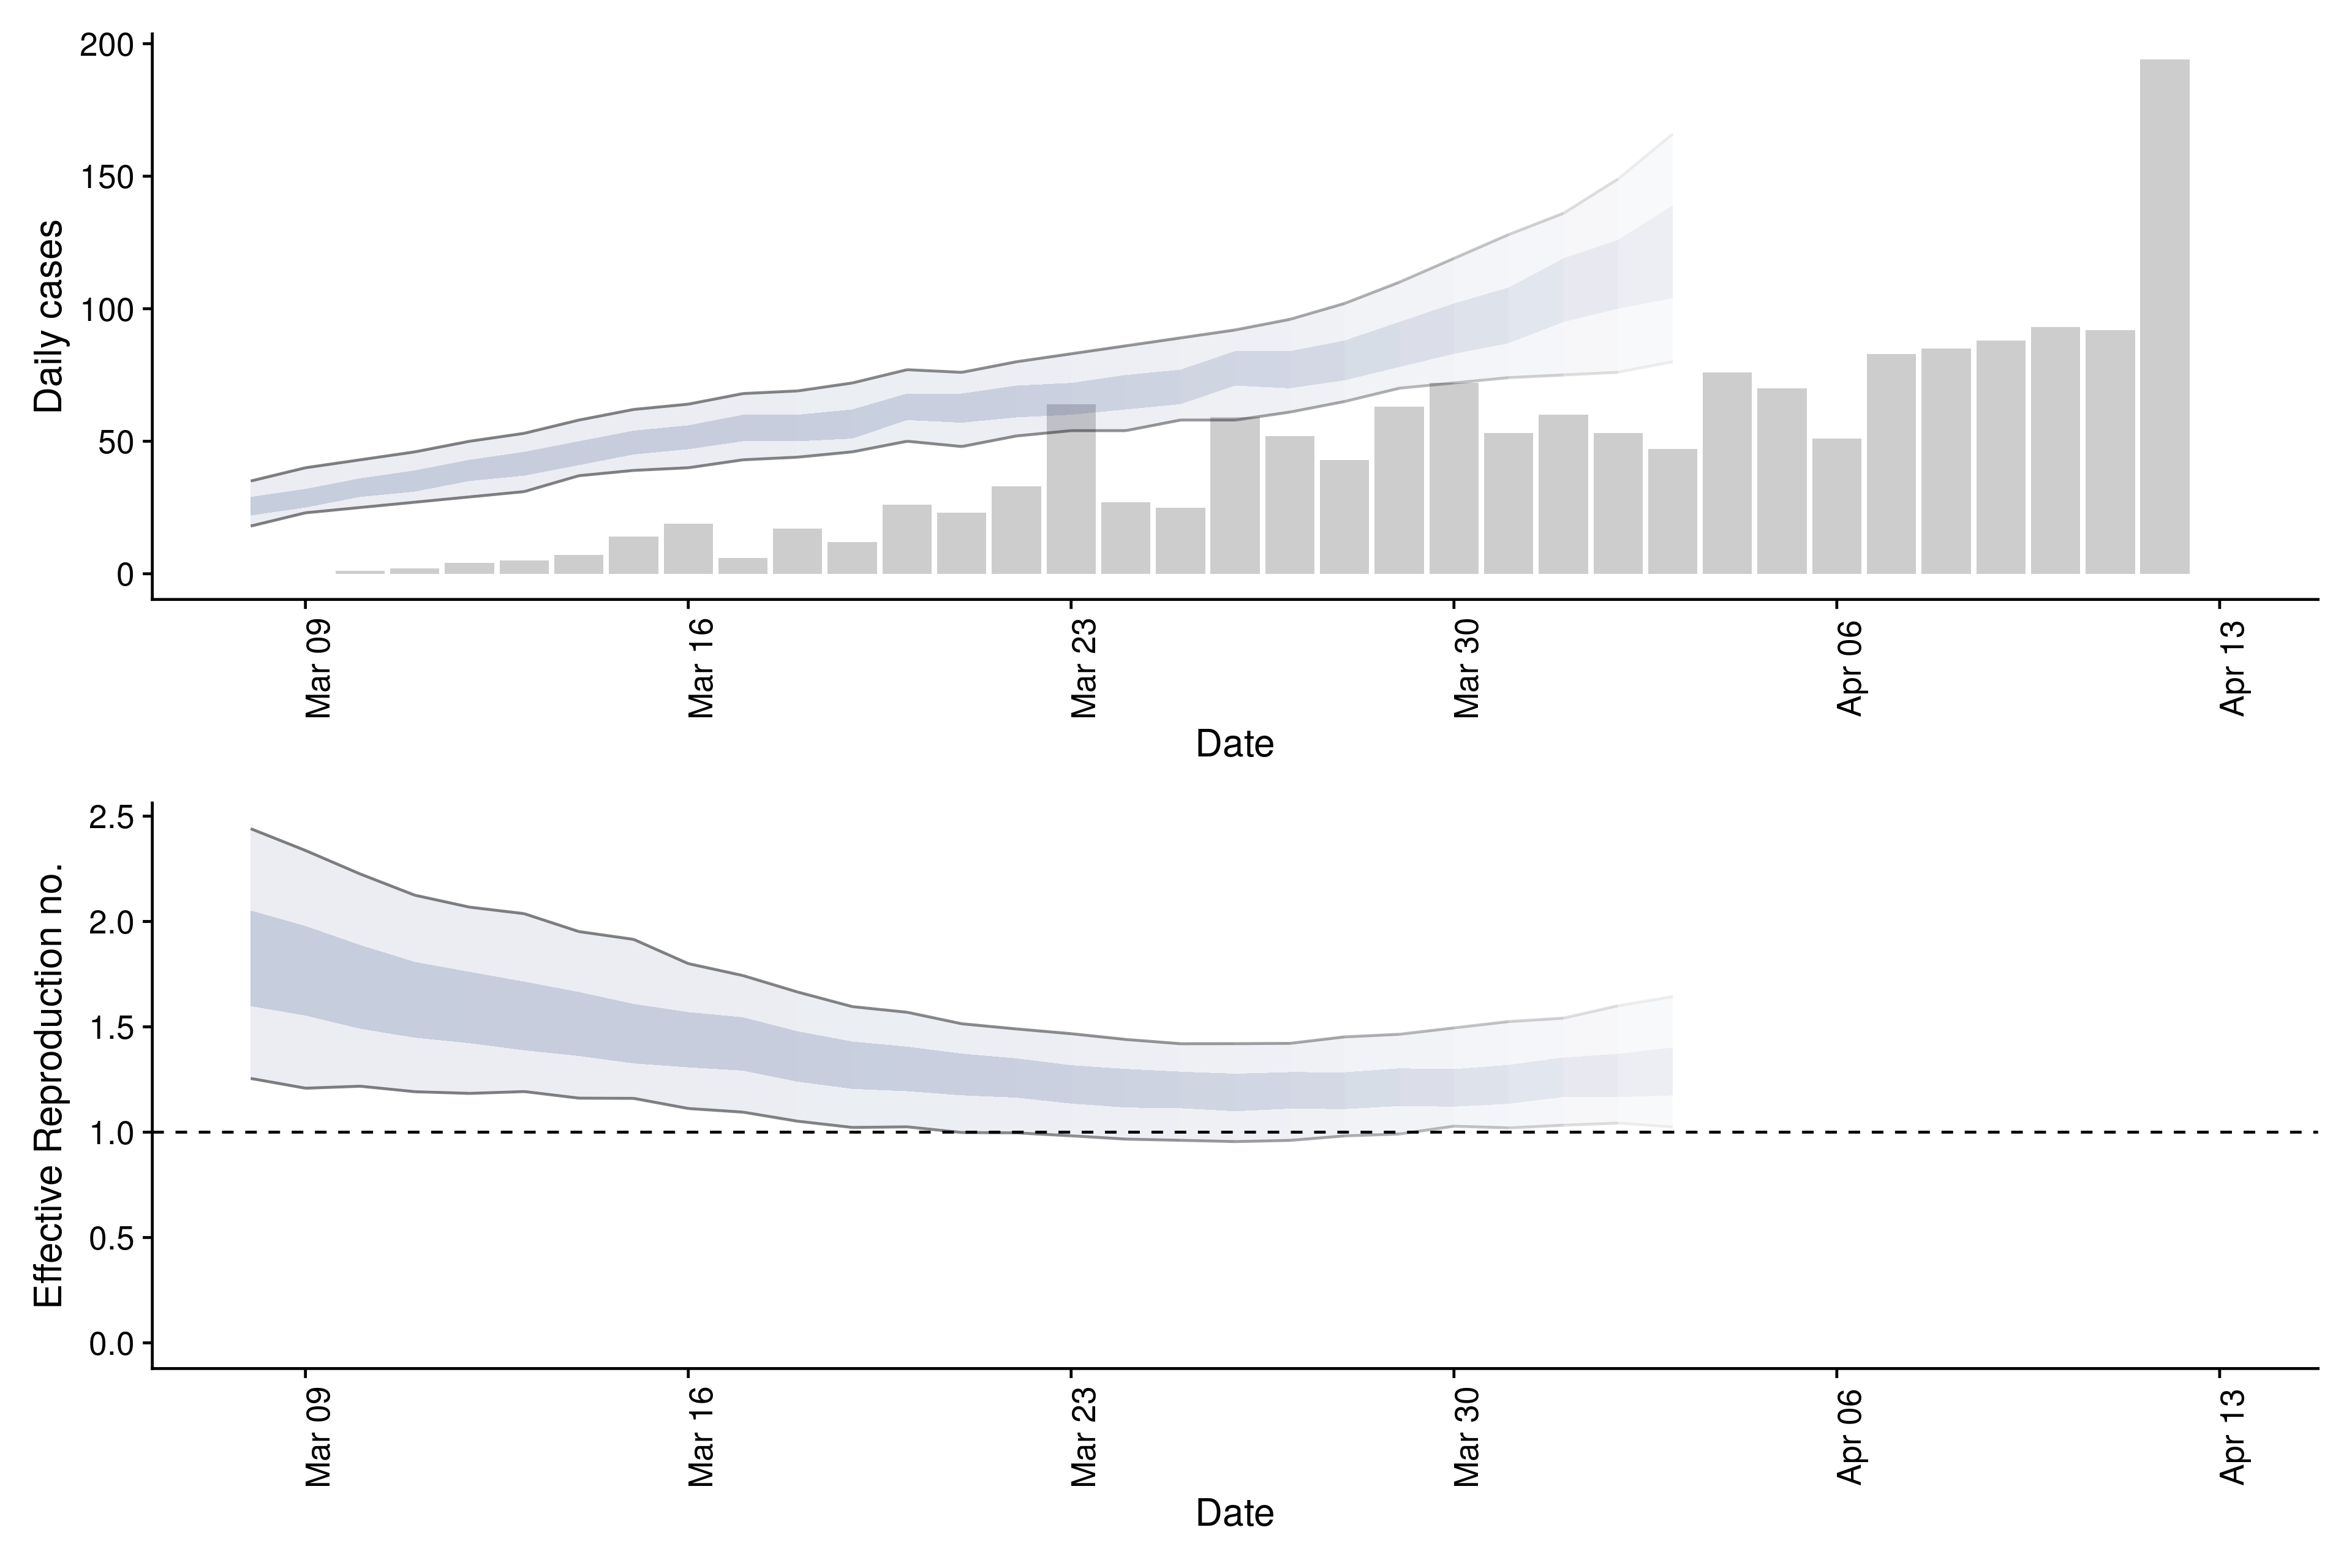 Daily cases
200
150
100
50
0
Mar 09
Mar 16
Mar 23
Mar 30
Apr 06
Apr 13
Date
Effective Reproduction no.
2.5
2.0
1.5
1.0
0.5
0.0
Mar 09
Mar 16
Mar 23
Mar 30
Apr 06
Apr 13
Date